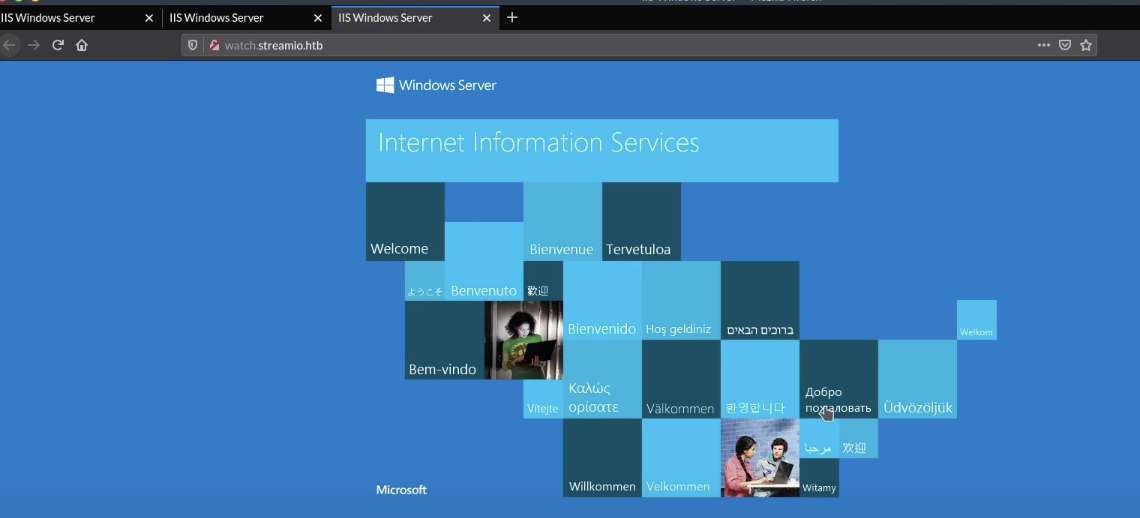 IIS Windows Server
IIS Windows Server
IIS Windows Server
watch.streamio.htb
Windows Server
Internet Information Services
Welcome
Bienvenue
Tervetuloa
ようこそ
Benvenuto
歡迎
Bienvenido
Hoş geldiniz
ברוכים הבאים
Welkom
Bem-vindo
Vítejte
Καλώς
ορίσατε
Välkommen
환영합니다
Добро
пожаловать
Üdvözöljük
مرحبا
欢迎
Willkommen
Velkommen
Witamy
Microsoft